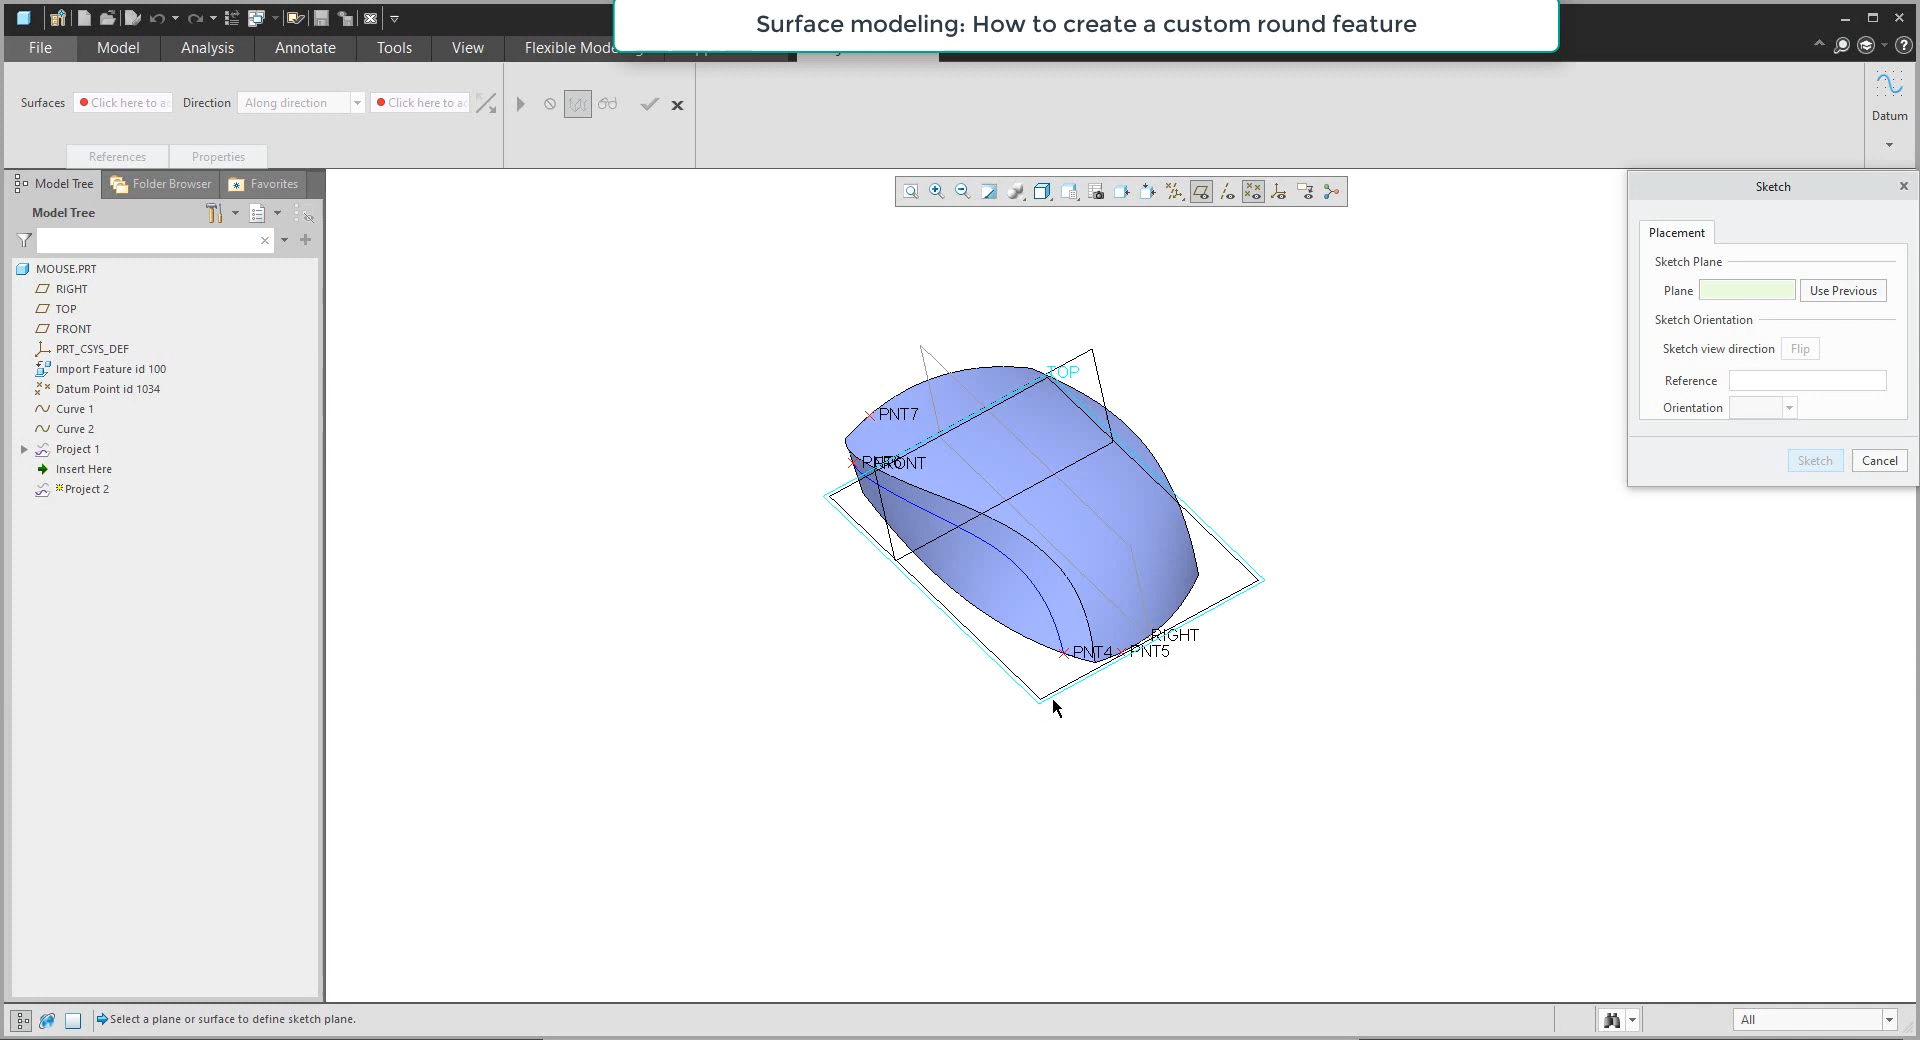 Surface modeling: How to create a custom round feature
File Model Analysis Annotate Tools View Flexible Mod
Surfaces Click here to ac Direction Along direction Click here to ac
References Properties
Datum
Model Tree Folder Browser Favorites
Model Tree
MOUSE.PRT
RIGHT
TOP
FRONT
PRT_CSYS_DEF
Import Feature id 100
Datum Point id 1034
Curve 1
Curve 2
Project 1
Insert Here
Project 2
TOP
PNT7
FRONT
RIGHT
PNT4
PNT5
Sketch
Placement
Sketch Plane
Plane Use Previous
Sketch Orientation
Sketch view direction Flip
Reference
Orientation
Sketch Cancel
Select a plane or surface to define sketch plane.
All